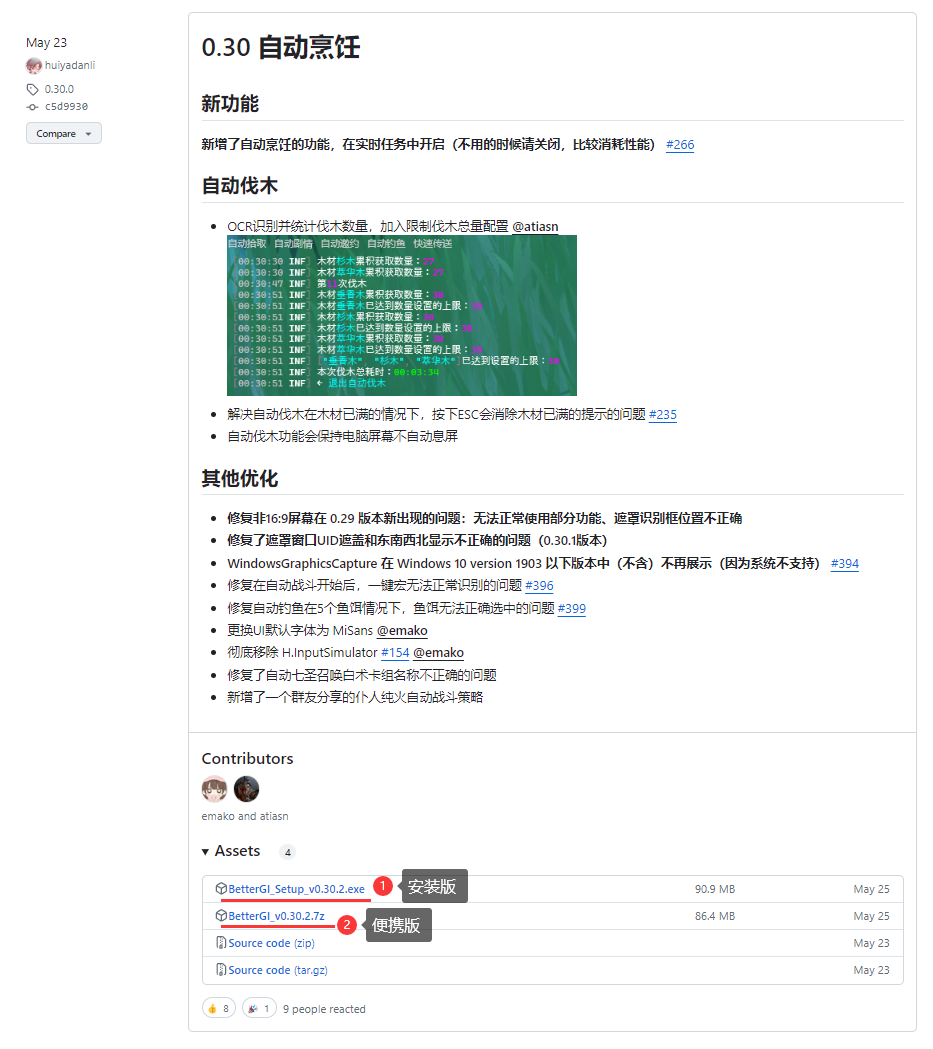 May 23
huiyadanli
0.30.0
c5d9930
Compare
0.30 自动烹饪
新功能
新增了自动烹饪的功能，在实时任务中开启（不用的时候请关闭，比较消耗性能） #266
自动伐木
OCR识别并统计伐木数量，加入限制伐木总量配置 @atiasn
自动拾取 自动剧情 自动邀约 自动钓鱼 快速传送
[00:30:30 INF] 木材杉木累积获取数量：27
[00:30:30 INF] 木材萃华木累积获取数量：27
[00:30:47 INF] 第11次伐木
[00:30:51 INF] 木材垂香木累积获取数量：
[00:30:51 INF] 木材垂香木已达到数量设置的上限：
[00:30:51 INF] 木材杉木累积获取数量：
[00:30:51 INF] 木材杉木已达到数量设置的上限：
[00:30:51 INF] 木材萃华木累积获取数量：
[00:30:51 INF] 木材萃华木已达到数量设置的上限：
[00:30:51 INF] ["垂香木", "杉木", "萃华木"]已达到设置的上限：
[00:30:51 INF] 本次伐木总耗时：00:03:34
[00:30:51 INF] ← 退出自动伐木
解决自动伐木在木材已满的情况下，按下ESC会消除木材已满的提示的问题 #235
自动伐木功能会保持电脑屏幕不自动息屏
其他优化
修复非16:9屏幕在 0.29 版本新出现的问题：无法正常使用部分功能、遮罩识别框位置不正确
修复了遮罩窗口UID遮盖和东南西北显示不正确的问题（0.30.1版本）
WindowsGraphicsCapture 在 Windows 10 version 1903 以下版本中（不含）不再展示（因为系统不支持） #394
修复在自动战斗开始后，一键宏无法正常识别的问题 #396
修复自动钓鱼在5个鱼饵情况下，鱼饵无法正确选中的问题 #399
更换UI默认字体为 MiSans @emako
彻底移除 H.InputSimulator #154 @emako
修复了自动七圣召唤白术卡组名称不正确的问题
新增了一个群友分享的仆人纯火自动战斗策略
Contributors
emako and atiasn
Assets 4
BetterGI_Setup_v0.30.2.exe 1 安装版 90.9 MB May 25
BetterGI_v0.30.2.7z 2 便携版 86.4 MB May 25
Source code (zip) May 23
Source code (tar.gz) May 23
8 1 9 people reacted